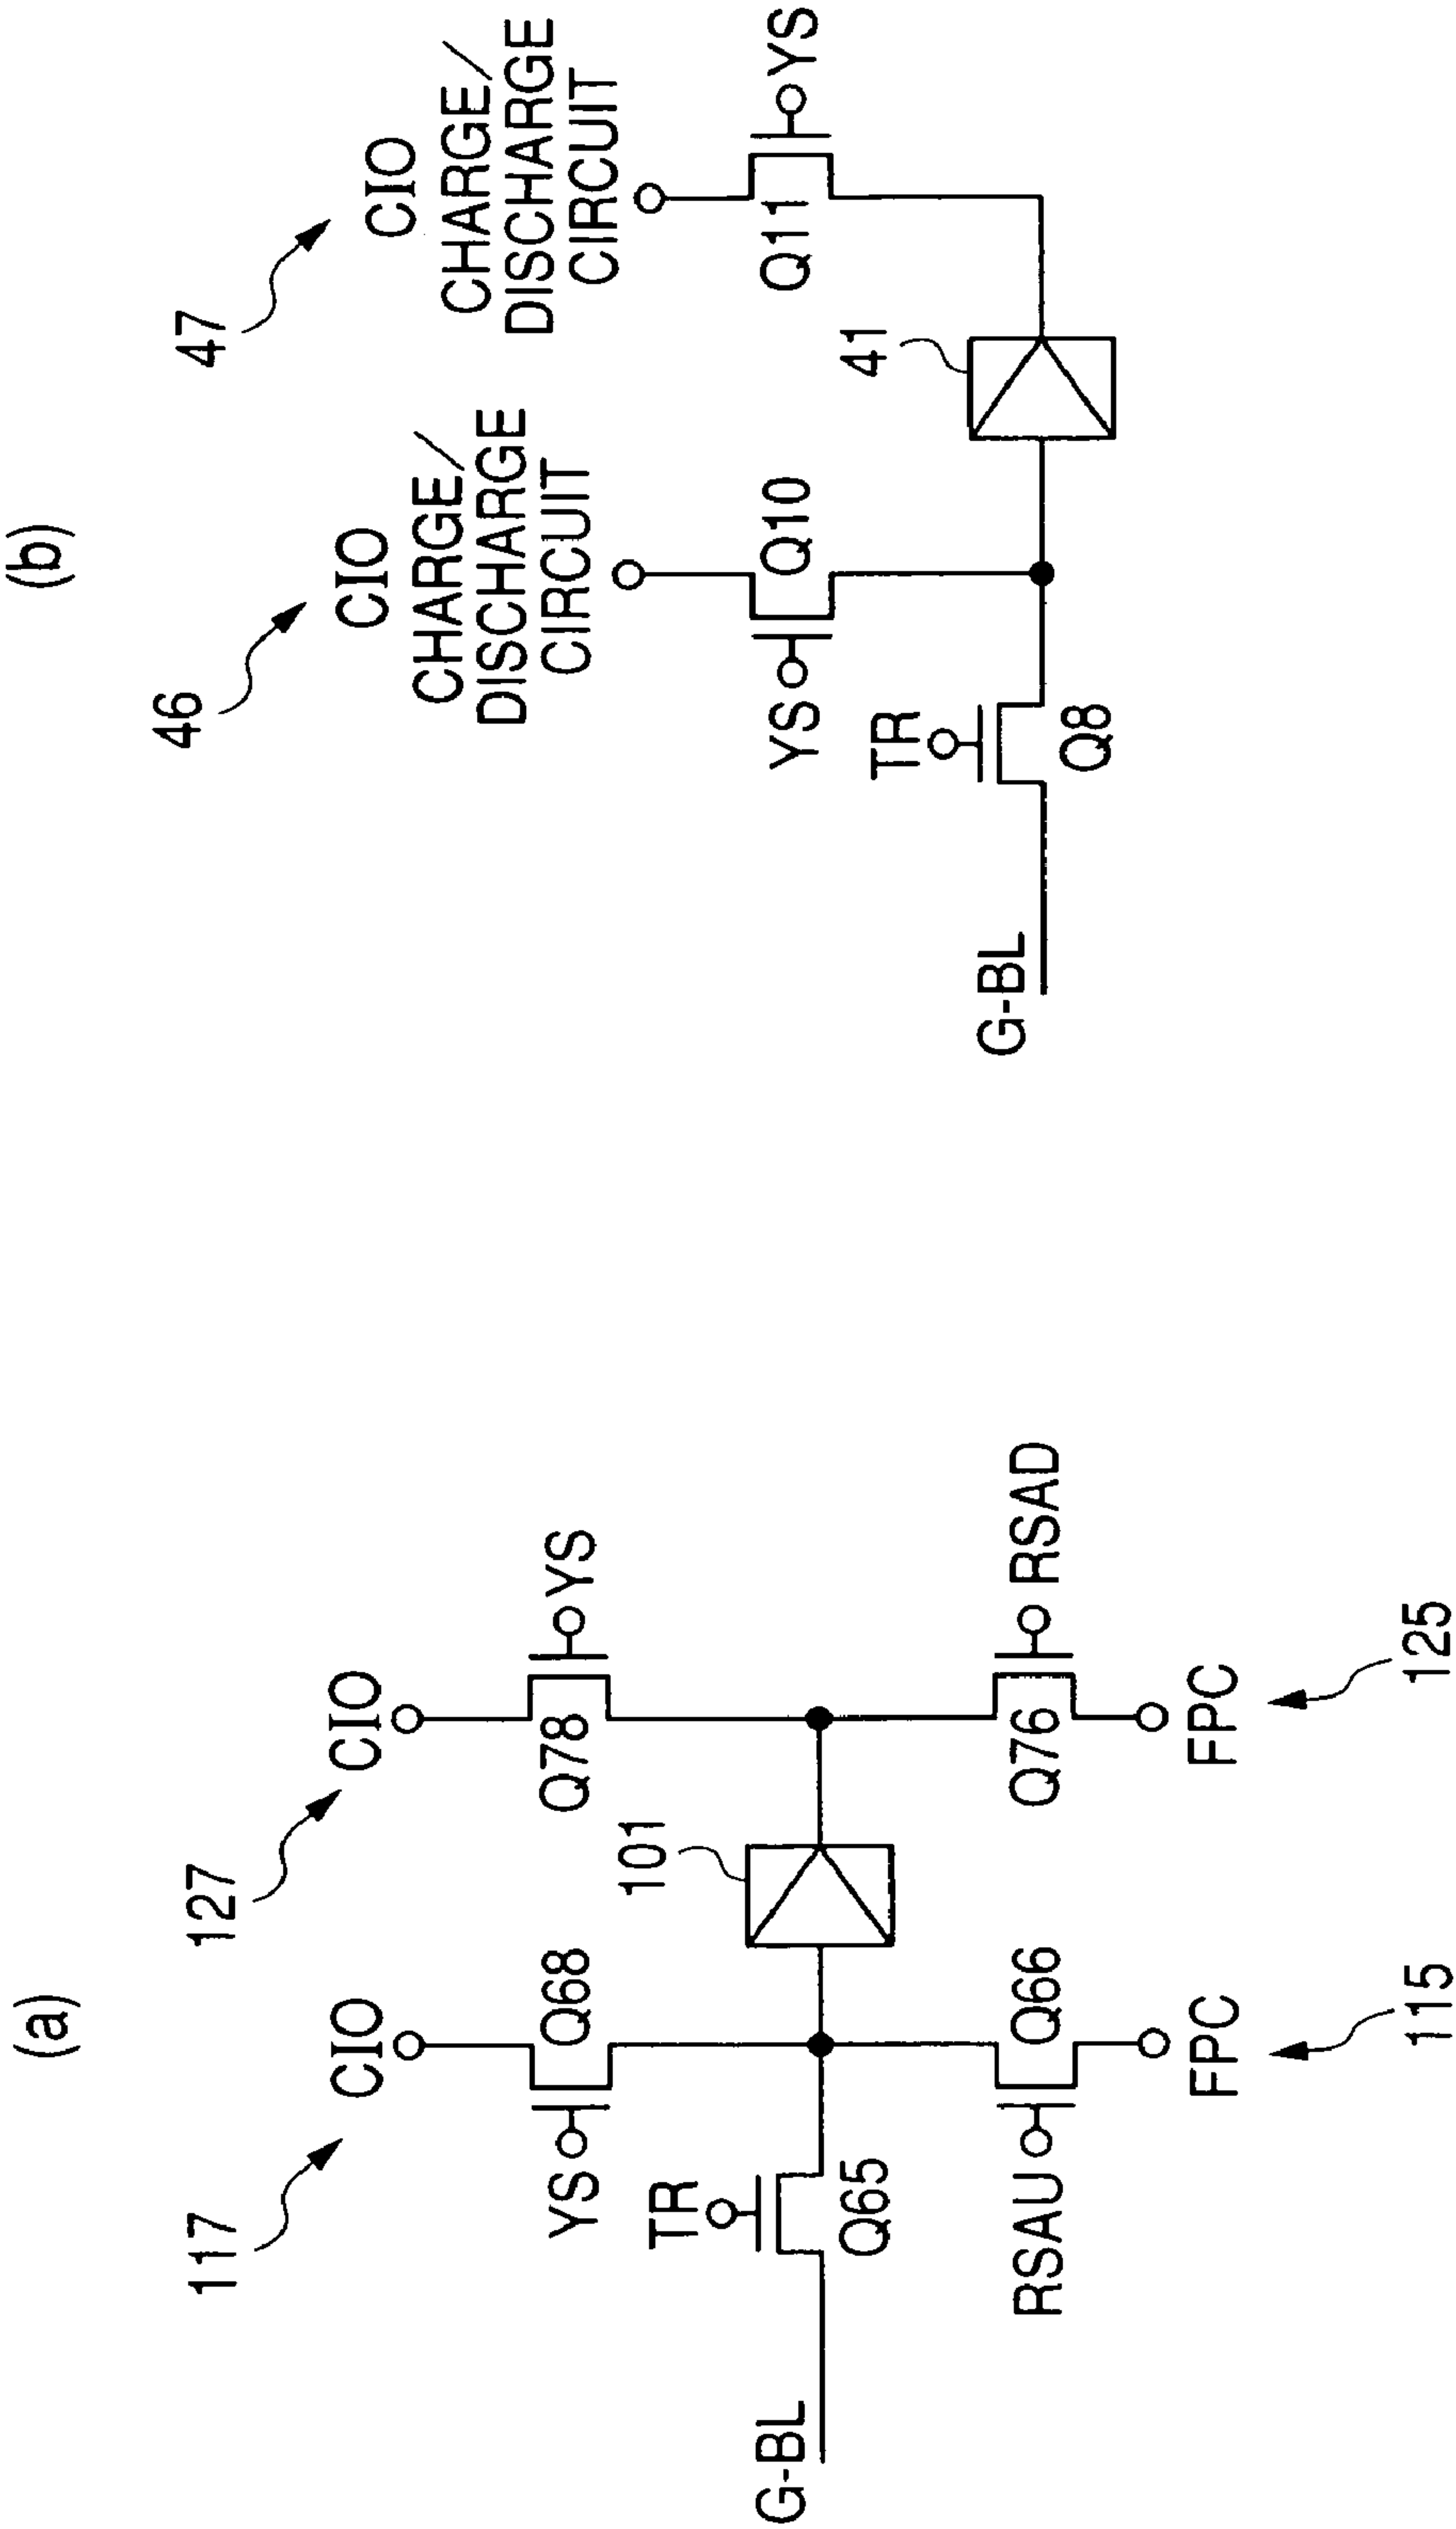 (a)
117
CIO
127
CIO
YS
Q68
Q78
YS
TR
101
G-BL
Q65
RSAU
Q66
Q76
RSAD
FPC
115
FPC
125
(b)
46
CIO
CHARGE/
DISCHARGE
CIRCUIT
47
CIO
CHARGE/
DISCHARGE
CIRCUIT
YS
Q10
Q11
YS
TR
41
G-BL
Q8